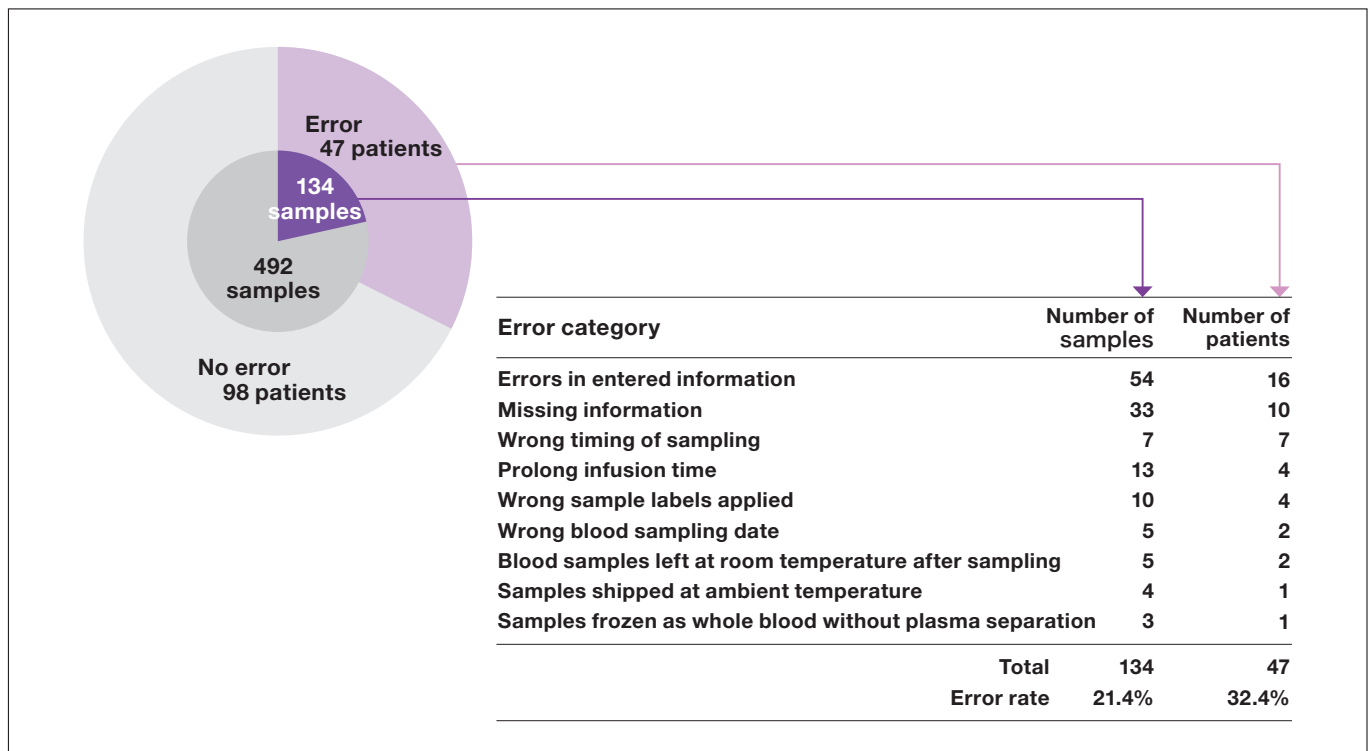 Error
47 patients
134
samples
492
samples
No error
98 patients
Error category
Number of
samples
Number of
patients
Errors in entered information 54 16
Missing information 33 10
Wrong timing of sampling 7 7
Prolong infusion time 13 4
Wrong sample labels applied 10 4
Wrong blood sampling date 5 2
Blood samples left at room temperature after sampling 5 2
Samples shipped at ambient temperature 4 1
Samples frozen as whole blood without plasma separation 3 1
Total 134 47
Error rate 21.4% 32.4%